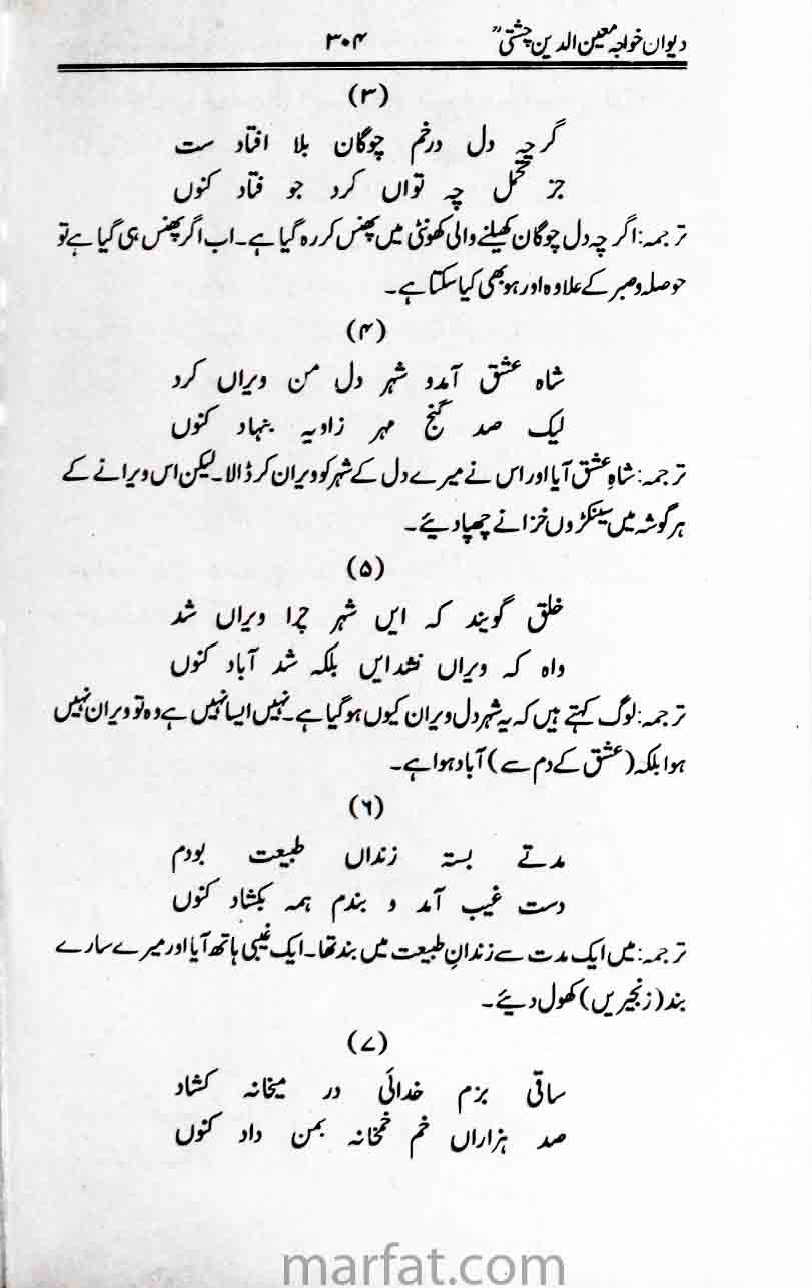 دیوان خواجہ معین الدین چشتیؒ ۳۰۴
(۳)
گرچہ دل درخم چوگان بلا افتاد ست
جز تحمل چہ تواں کرد جو فتاد کنوں
ترجمہ: اگر چہ دل چوگان کھیلنے والی کھونٹی میں پھنس کر رہ گیا ہے۔ اب اگر پھنس ہی گیا ہے تو
حوصلہ وصبر کے علاوہ اور ہو بھی کیا سکتا ہے۔
(۴)
شاہ عشق آمدو شہر دل من ویراں کرد
لیک صد گنج مہر زاویہ بنہاد کنوں
ترجمہ: شاہِ عشق آیا اور اس نے میرے دل کے شہر کو ویران کر ڈالا۔ لیکن اس ویرانے کے
ہر گوشہ میں سینکڑوں خزانے چھپا دیئے۔
(۵)
خلق گویند کہ ایں شہر چرا ویراں شد
واہ کہ ویراں نشد ایں بلکہ شد آباد کنوں
ترجمہ: لوگ کہتے ہیں کہ یہ شہر دل ویران کیوں ہو گیا ہے۔ نہیں ایسا نہیں ہے وہ تو ویران نہیں
ہوا بلکہ (عشق کے دم سے) آباد ہوا ہے۔
(۶)
مدتے بستہ زنداں طبیعت بودم
دست غیب آمد و بندم ہمہ بکشاد کنوں
ترجمہ: میں ایک مدت سے زندانِ طبیعت میں بند تھا۔ ایک غیبی ہاتھ آیا اور میرے سارے
بند (زنجیریں) کھول دیئے۔
(۷)
ساقی بزم خدائی در میخانہ کشاد
صد ہزاراں خم خمخانہ بمن داد کنوں
marfat.com